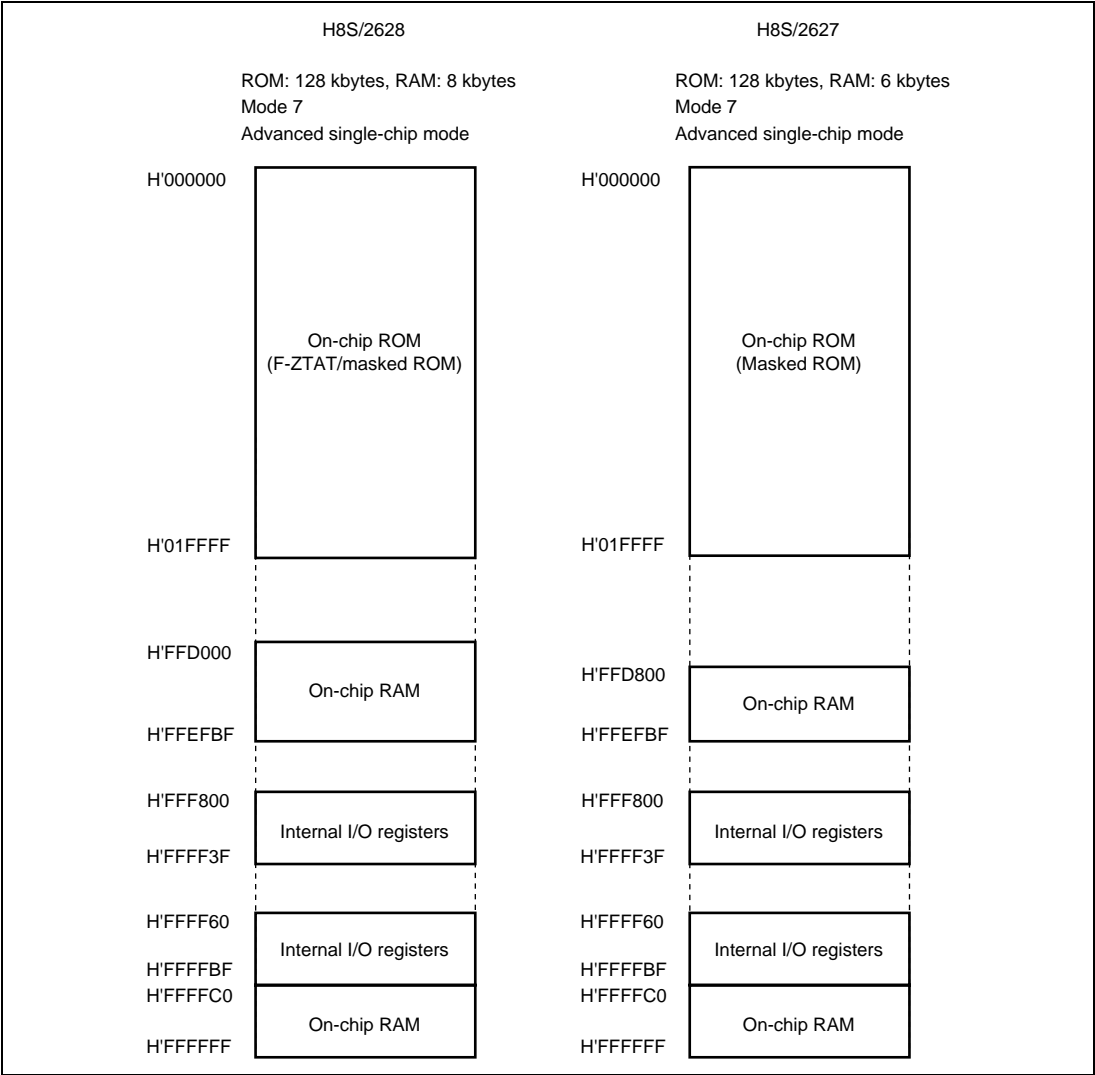 H8S/2628
ROM: 128 kbytes, RAM: 8 kbytes
Mode 7
Advanced single-chip mode
H'000000
On-chip ROM
(F-ZTAT/masked ROM)
H'01FFFF
H'FFD000
On-chip RAM
H'FFEFBF
H'FFF800
Internal I/O registers
H'FFFF3F
H'FFFF60
Internal I/O registers
H'FFFFBF
H'FFFFC0
On-chip RAM
H'FFFFFF
H8S/2627
ROM: 128 kbytes, RAM: 6 kbytes
Mode 7
Advanced single-chip mode
H'000000
On-chip ROM
(Masked ROM)
H'01FFFF
H'FFD800
On-chip RAM
H'FFEFBF
H'FFF800
Internal I/O registers
H'FFFF3F
H'FFFF60
Internal I/O registers
H'FFFFBF
H'FFFFC0
On-chip RAM
H'FFFFFF